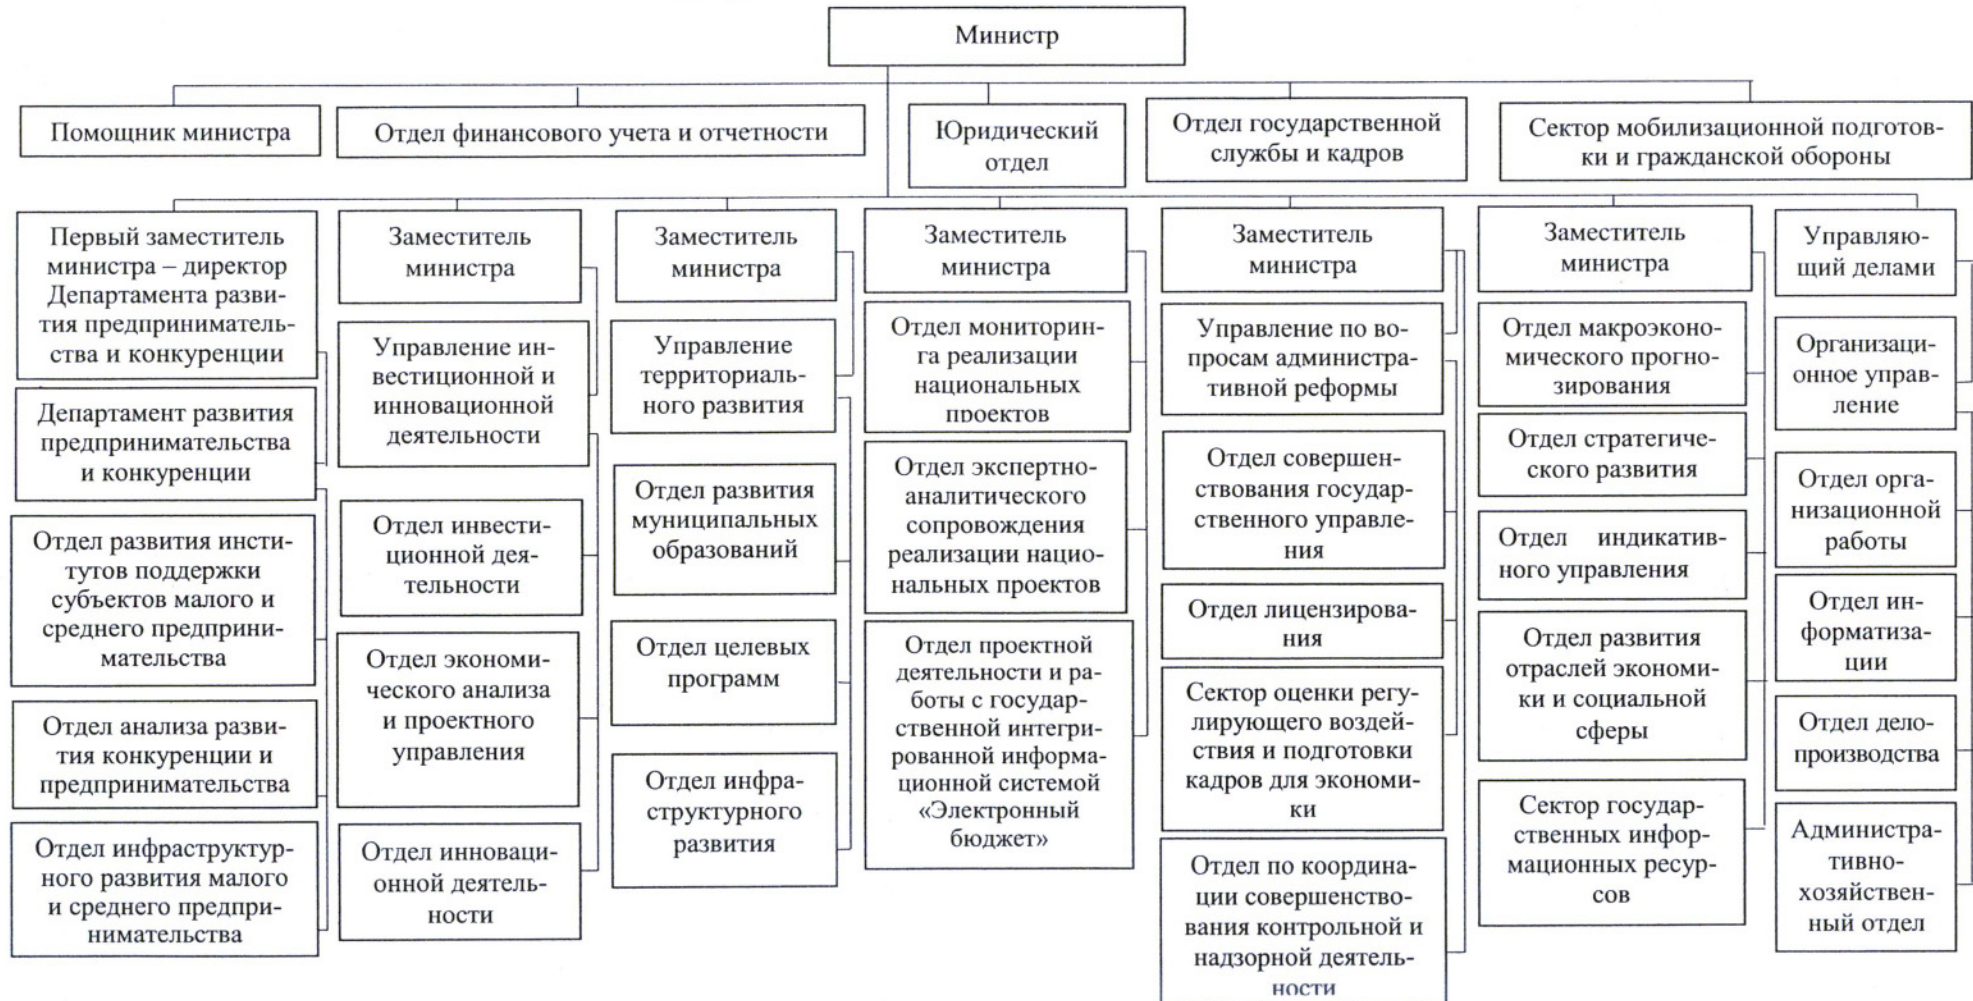 Министр
Помощник министра
Отдел финансового учета и отчетности
Юридический
отдел
Отдел государственной
службы и кадров
Сектор мобилизационной подготов-
ки и гражданской обороны
Первый заместитель
министра – директор
Департамента разви-
тия предприниматель-
ства и конкуренции
Департамент развития
предпринимательства
и конкуренции
Отдел развития инсти-
тутов поддержки
субъектов малого и
среднего предприни-
мательства
Отдел анализа разви-
тия конкуренции и
предпринимательства
Отдел инфраструктур-
ного развития малого
и среднего предпри-
нимательства
Заместитель
министра
Управление ин-
вестиционной и
инновационной
деятельности
Отдел инвести-
ционной дея-
тельности
Отдел экономи-
ческого анализа
и проектного
управления
Отдел инноваци-
онной деятель-
ности
Заместитель
министра
Управление
территориаль-
ного развития
Отдел развития
муниципальных
образований
Отдел целевых
программ
Отдел инфра-
структурного
развития
Заместитель
министра
Отдел мониторин-
га реализации
национальных
проектов
Отдел экспертно-
аналитического
сопровождения
реализации нацио-
нальных проектов
Отдел проектной
деятельности и ра-
боты с государ-
ственной интегри-
рованной информа-
ционной системой
«Электронный
бюджет»
Заместитель
министра
Управление по во-
просам администра-
тивной реформы
Отдел совершен-
ствования государ-
ственного управле-
ния
Отдел лицензирова-
ния
Сектор оценки регу-
лирующего воздей-
ствия и подготовки
кадров для экономи-
ки
Отдел по координа-
ции совершенство-
вания контрольной и
надзорной деятель-
ности
Заместитель
министра
Отдел макроэконо-
мического прогно-
зирования
Отдел стратегиче-
ского развития
Отдел индикатив-
ного управления
Отдел развития
отраслей экономи-
ки и социальной
сферы
Сектор государ-
ственных инфор-
мационных ресур-
сов
Управляю-
щий делами
Организаци-
онное управ-
ление
Отдел орга-
низационной
работы
Отдел ин-
форматиза-
ции
Отдел дело-
производства
Администра-
тивно-
хозяйствен-
ный отдел